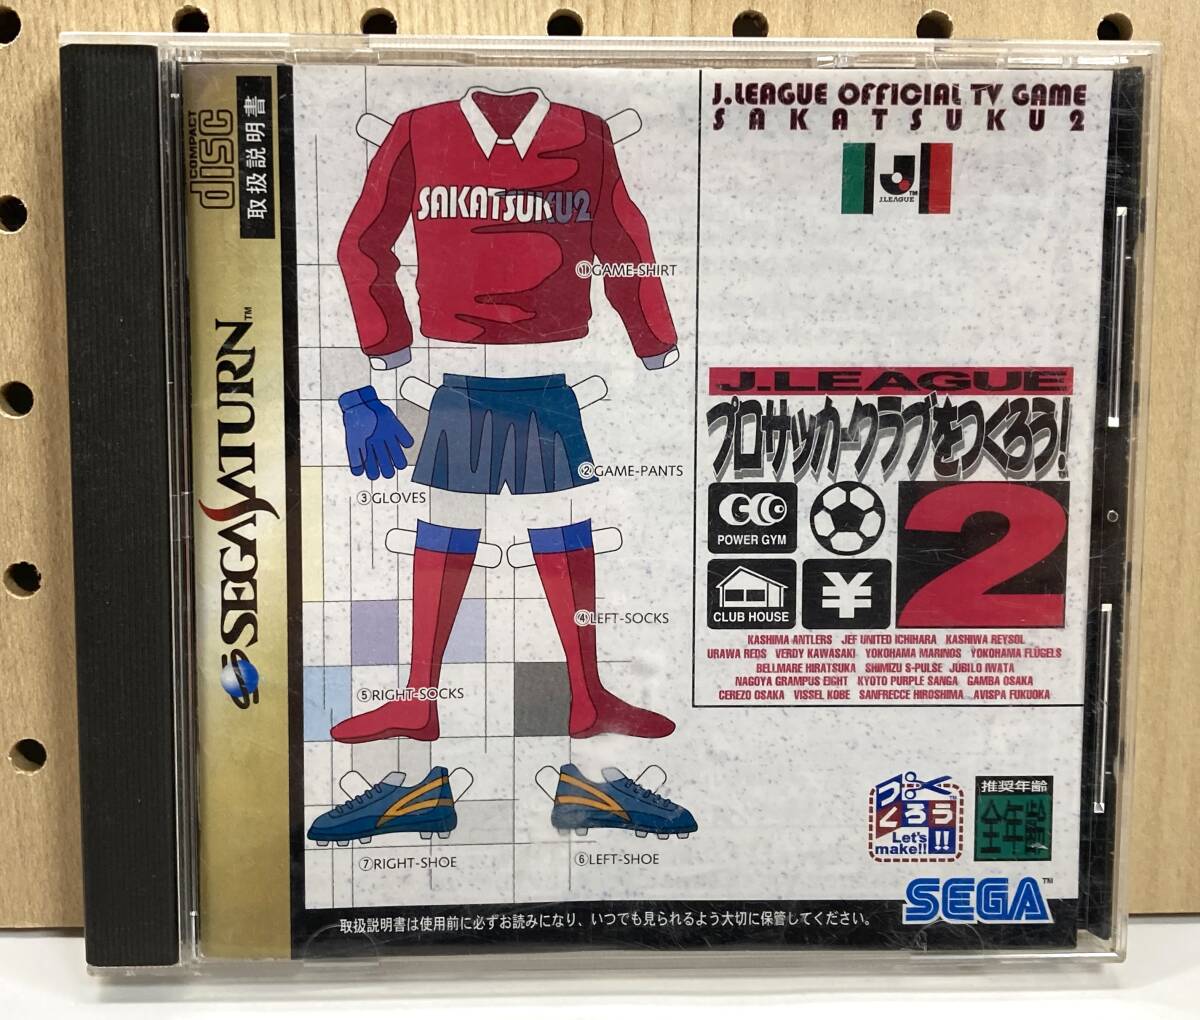 COMPACT
DISC
取扱説明書
SEGA SATURN™
J.LEAGUE OFFICIAL TV GAME
SAKATSUKU2
TM
J.LEAGUE
SAKATSUKU2
①GAME-SHIRT
②GAME-PANTS
③GLOVES
④LEFT-SOCKS
⑤RIGHT-SOCKS
⑦RIGHT-SHOE
⑥LEFT-SHOE
J.LEAGUE
プロサッカークラブをつくろう!
2
POWER GYM
CLUB HOUSE
¥
KASHIMA ANTLERS JEF UNITED ICHIHARA KASHIWA REYSOL
URAWA REDS VERDY KAWASAKI YOKOHAMA MARINOS YOKOHAMA FLÜGELS
BELLMARE HIRATSUKA SHIMIZU S-PULSE JÚBILO IWATA
NAGOYA GRAMPUS EIGHT KYOTO PURPLE SANGA GAMBA OSAKA
CEREZO OSAKA VISSEL KOBE SANFRECCE HIROSHIMA AVISPA FUKUOKA
つくろう!!
Let's
make!!
推奨年齢
全年齢
SEGA™
取扱説明書は使用前に必ずお読みになり、いつでも見られるよう大切に保管してください。